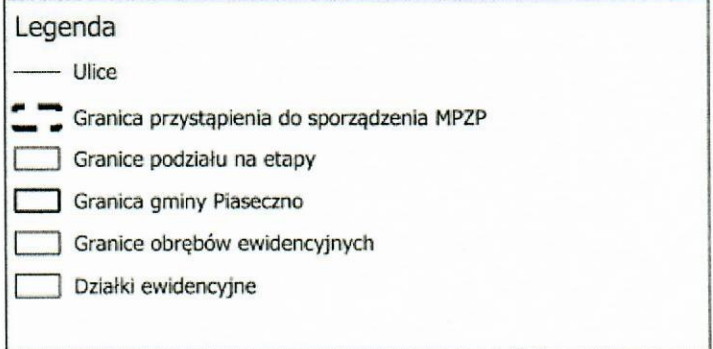 Legenda
Ulice
Granica przystąpienia do sporządzenia MPZP
Granice podziału na etapy
Granica gminy Piaseczno
Granice obrębów ewidencyjnych
Działki ewidencyjne